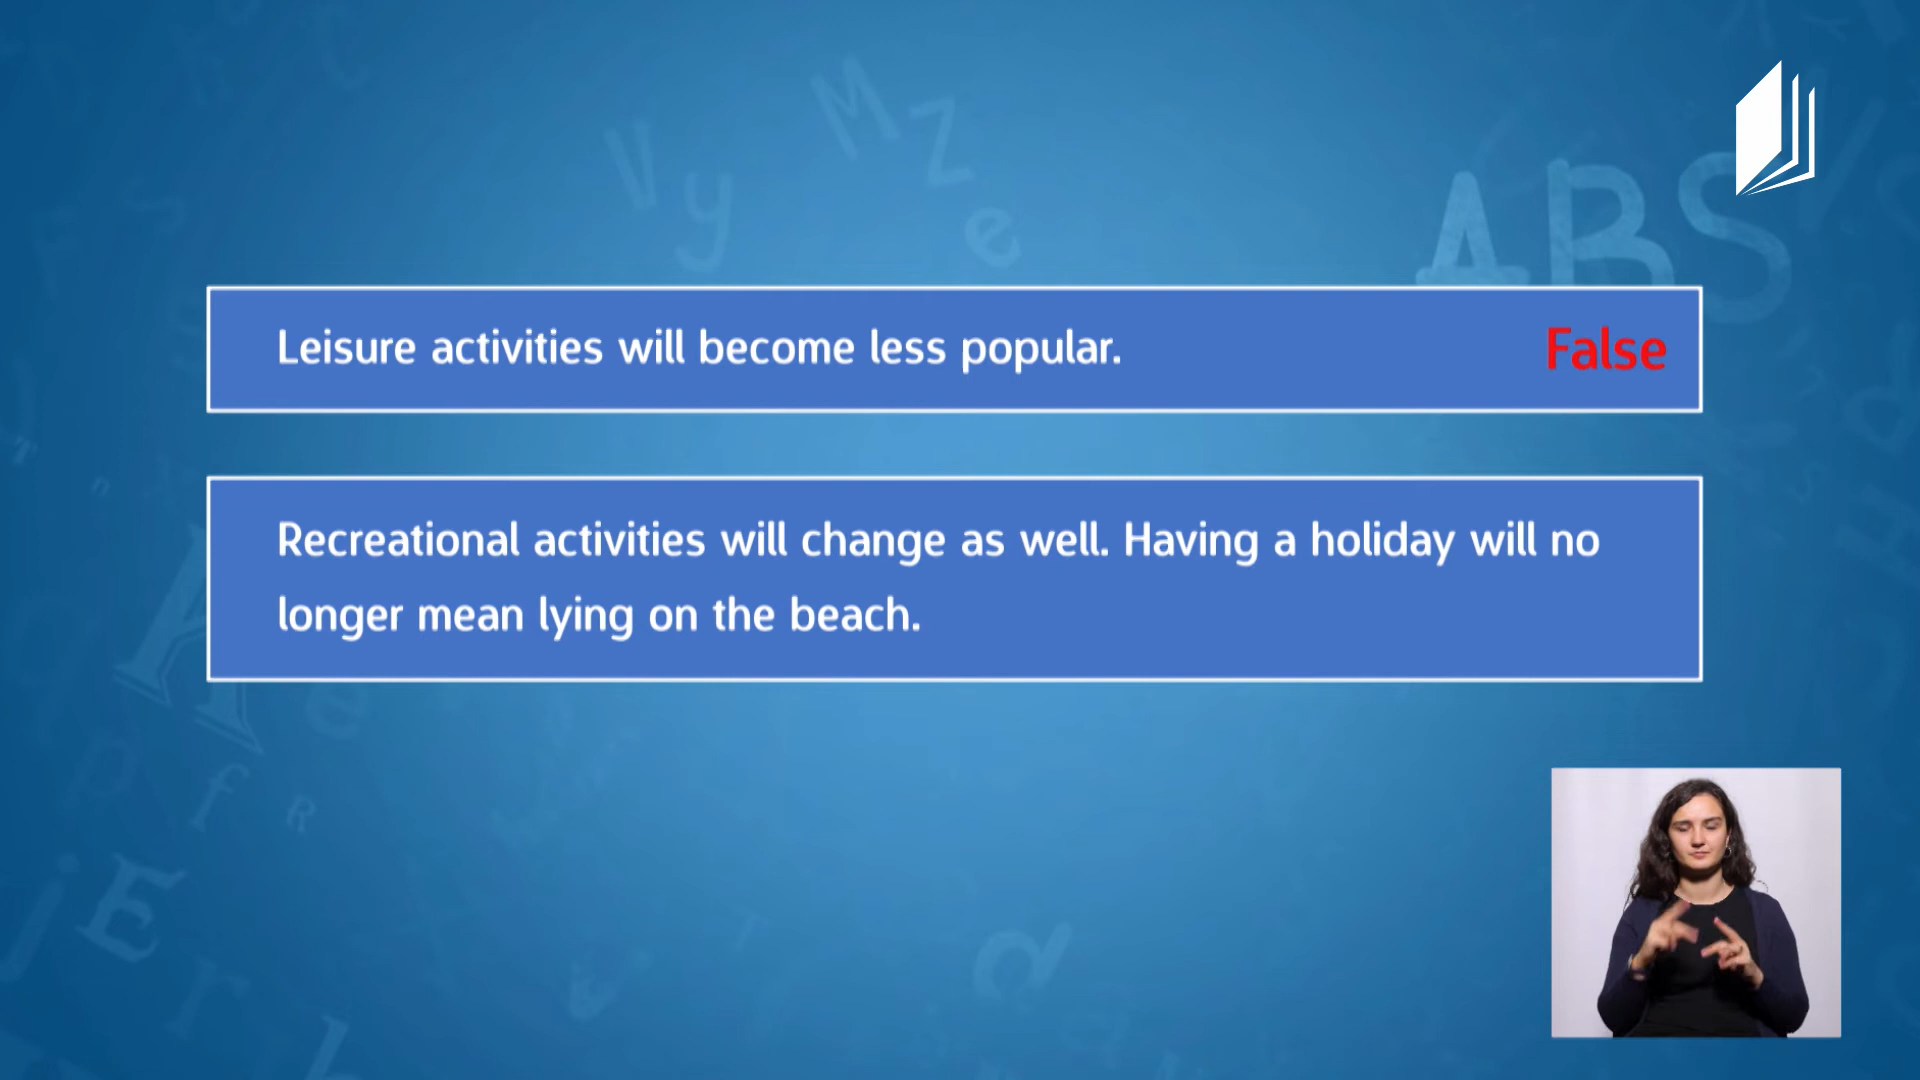 ABS
Leisure activities will become less popular.
False
Recreational activities will change as well. Having a holiday will no
longer mean lying on the beach.